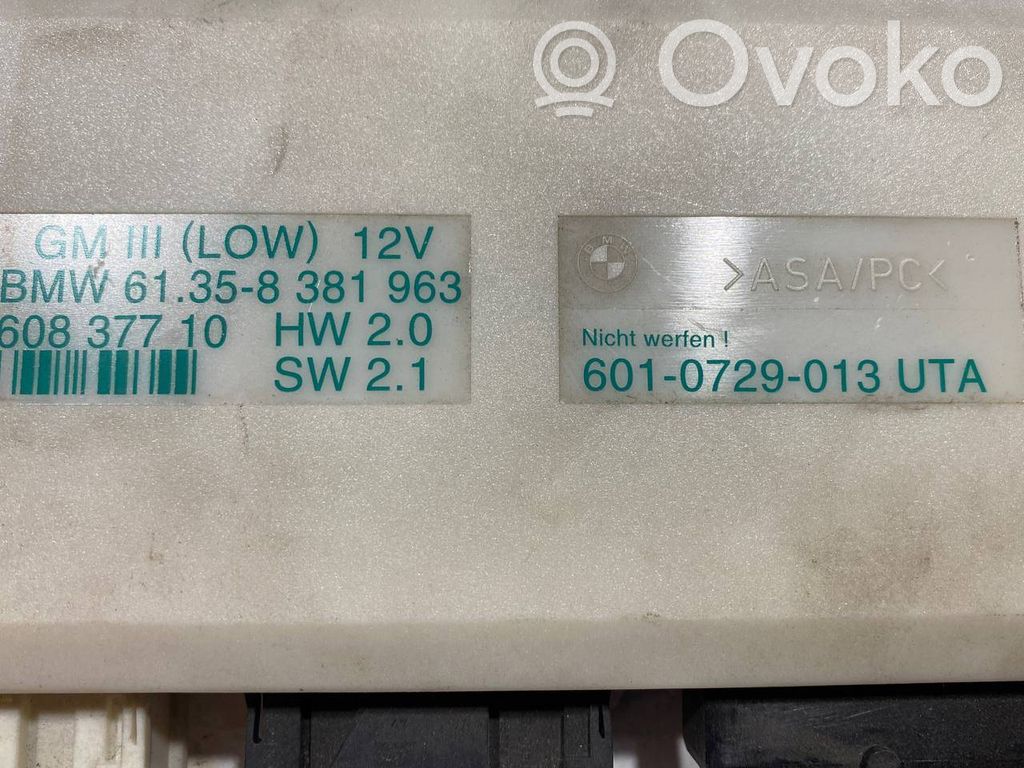 Ovoko
GM III (LOW) 12V
BMW 61.35-8 381 963
608 377 10 HW 2.0
SW 2.1
BMW
>ASA/PC<
Nicht werfen !
601-0729-013 UTA